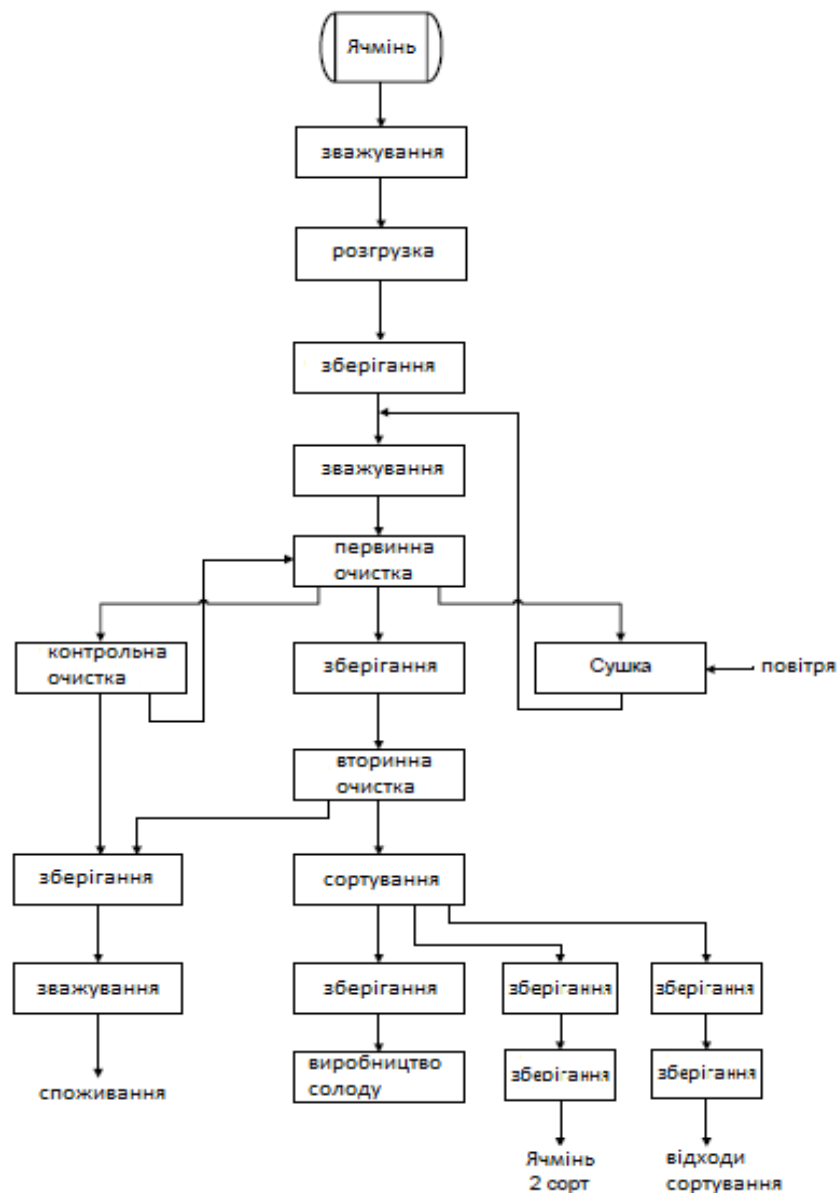 Ячмінь
зважування
розгрузка
зберігання
зважування
первинна
очистка
контрольна
очистка
зберігання
Сушка
повітря
вторинна
очистка
зберігання
сортування
зважування
зберігання
зберігання
зберігання
виробництво
солоду
зберігання
зберігання
споживання
Ячмінь
2 сорт
відходи
сортування